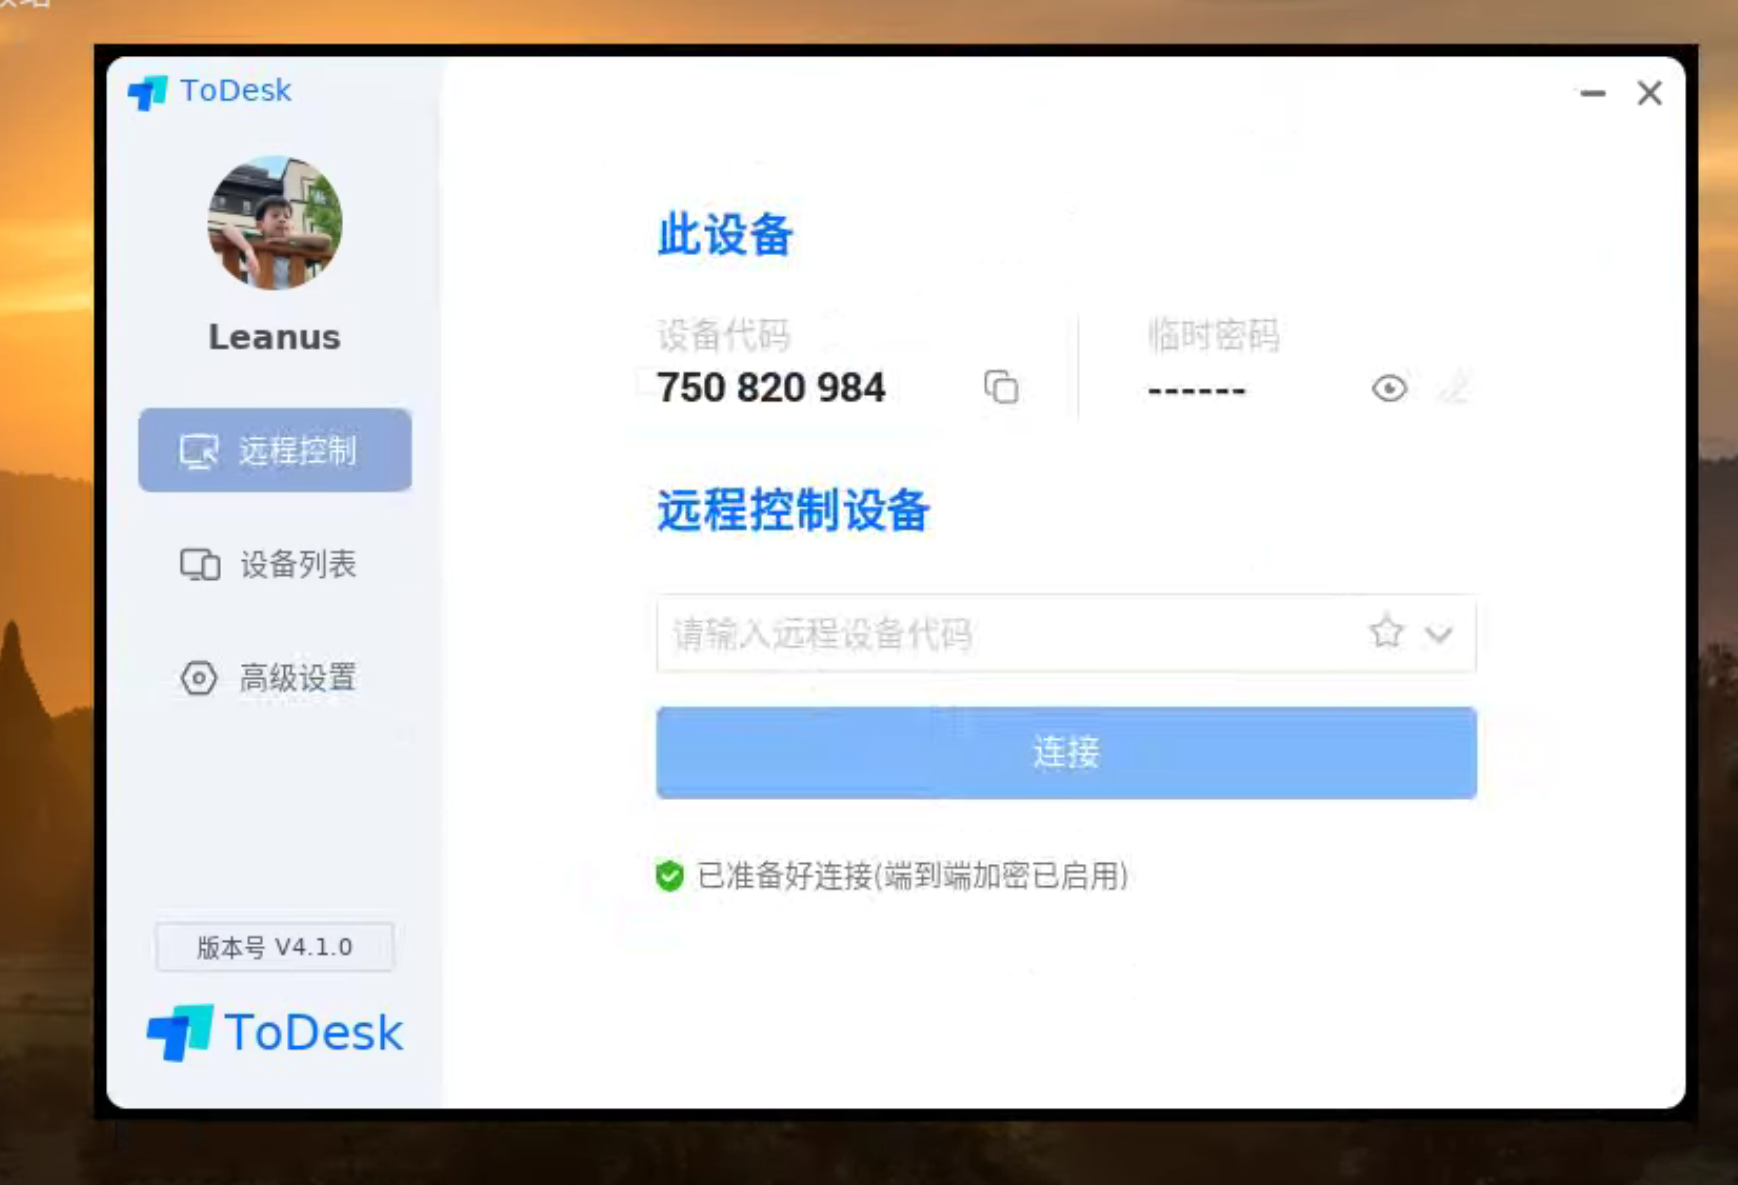 ToDesk
Leanus
远程控制
设备列表
高级设置
版本号 V4.1.0
ToDesk
此设备
设备代码
750 820 984
临时密码
------
远程控制设备
请输入远程设备代码
连接
已准备好连接(端到端加密已启用)